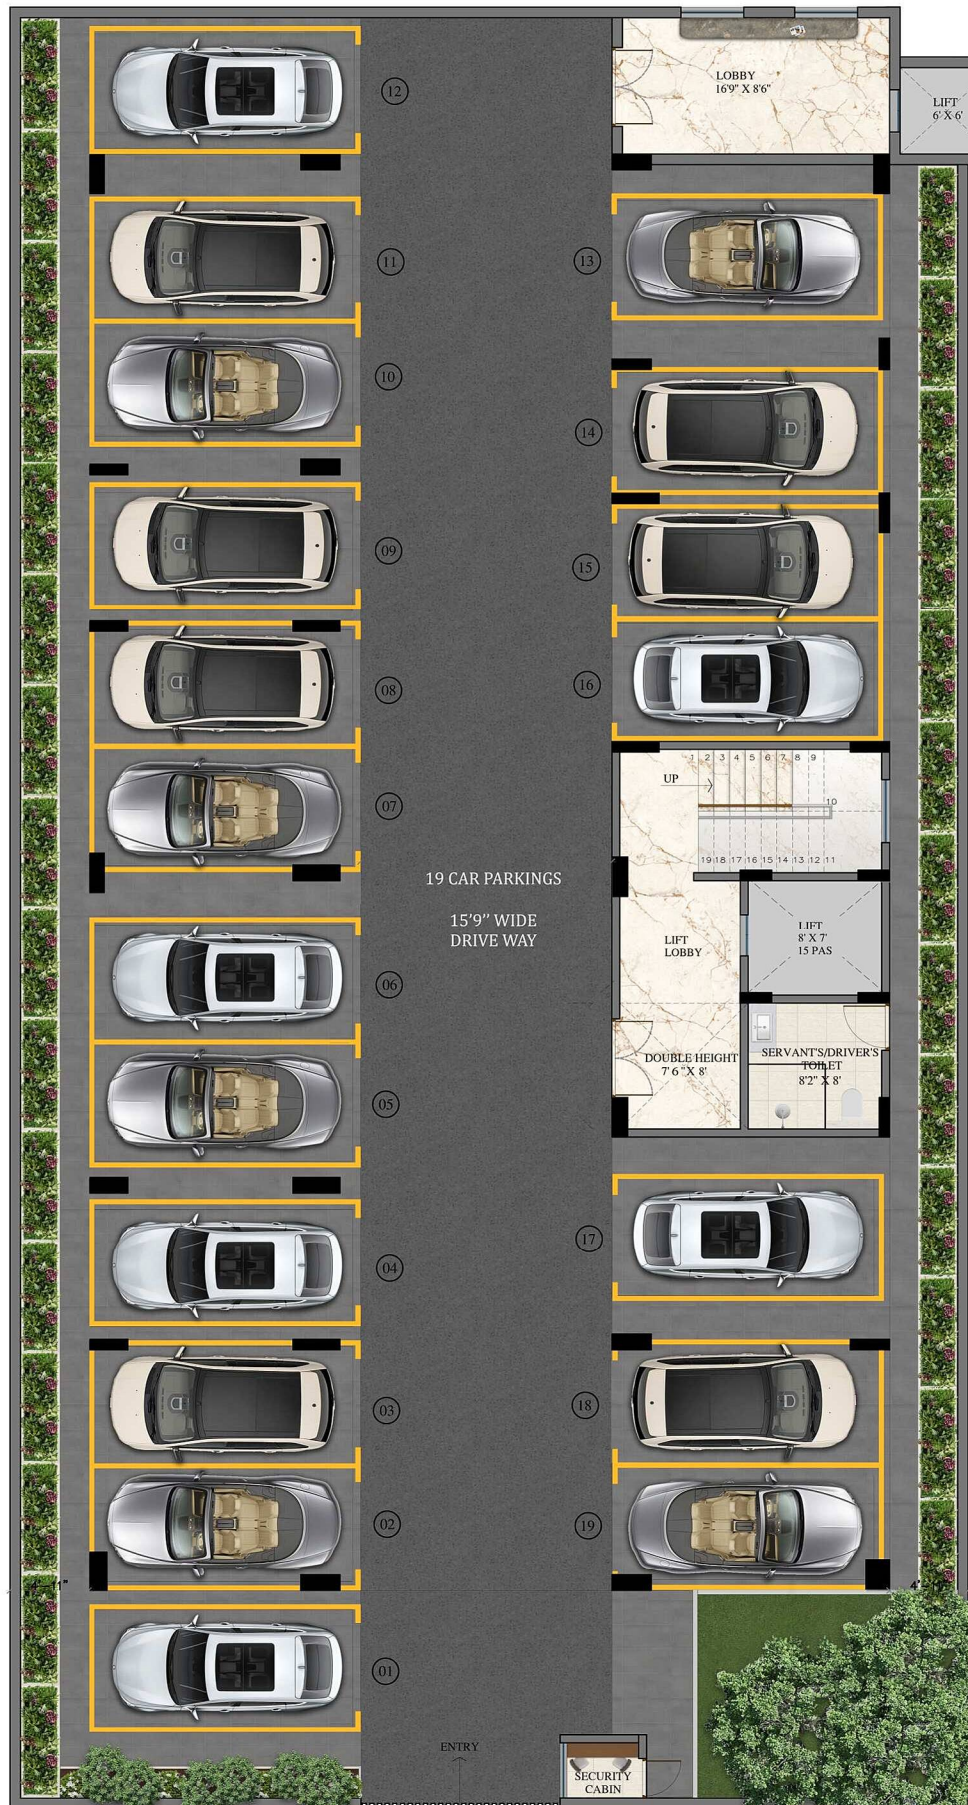 12
LOBBY
16'9" X 8'6"
LIFT
6' X 6'
11
13
10
14
09
15
08
16
07
1 2 3 4 5 6 7 8 9
UP
10
19 18 17 16 15 14 13 12 11
19 CAR PARKINGS
15'9'' WIDE
DRIVE WAY
LIFT
8' X 7'
15 PAS
LIFT
LOBBY
06
DOUBLE HEIGHT
7' 6 "X 8'
SERVANT'S/DRIVER'S
TOILET
8'2" X 8'
05
04
17
03
18
02
19
01
ENTRY
SECURITY
CABIN